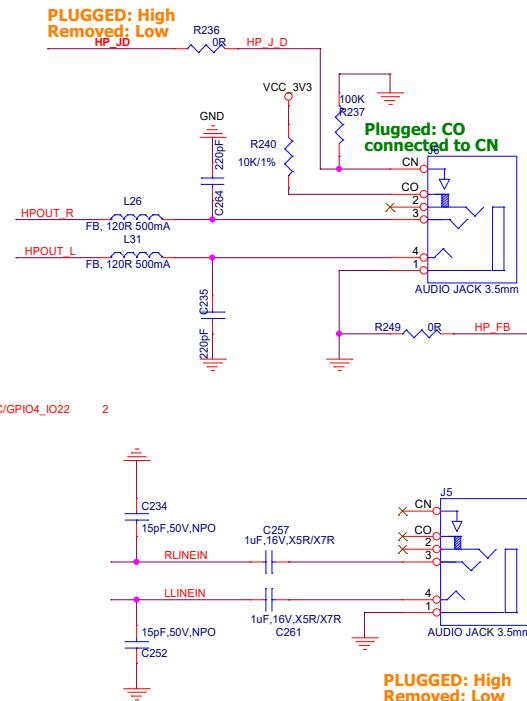 PLUGGED: High
Removed: Low
HP_JD
R236
0R
HP_J_D
VCC_3V3
100K
R237
GND
R240
10K/1%
Plugged: CO
connected to CN
220pF
C264
CN
CO
2
3
4
1
AUDIO JACK 3.5mm
HPOUT_R
L26
FB, 120R 500mA
HPOUT_L
L31
FB, 120R 500mA
C235
220pF
R249
0R
HP_FB
C/GPIO4_IO22 2
C234
15pF,50V,NPO
RLINEIN
C257
1uF,16V,X5R/X7R
LLINEIN
1uF,16V,X5R/X7R
C261
15pF,50V,NPO
C252
J5
CN
CO
2
3
4
1
AUDIO JACK 3.5mm
PLUGGED: High
Removed: Low